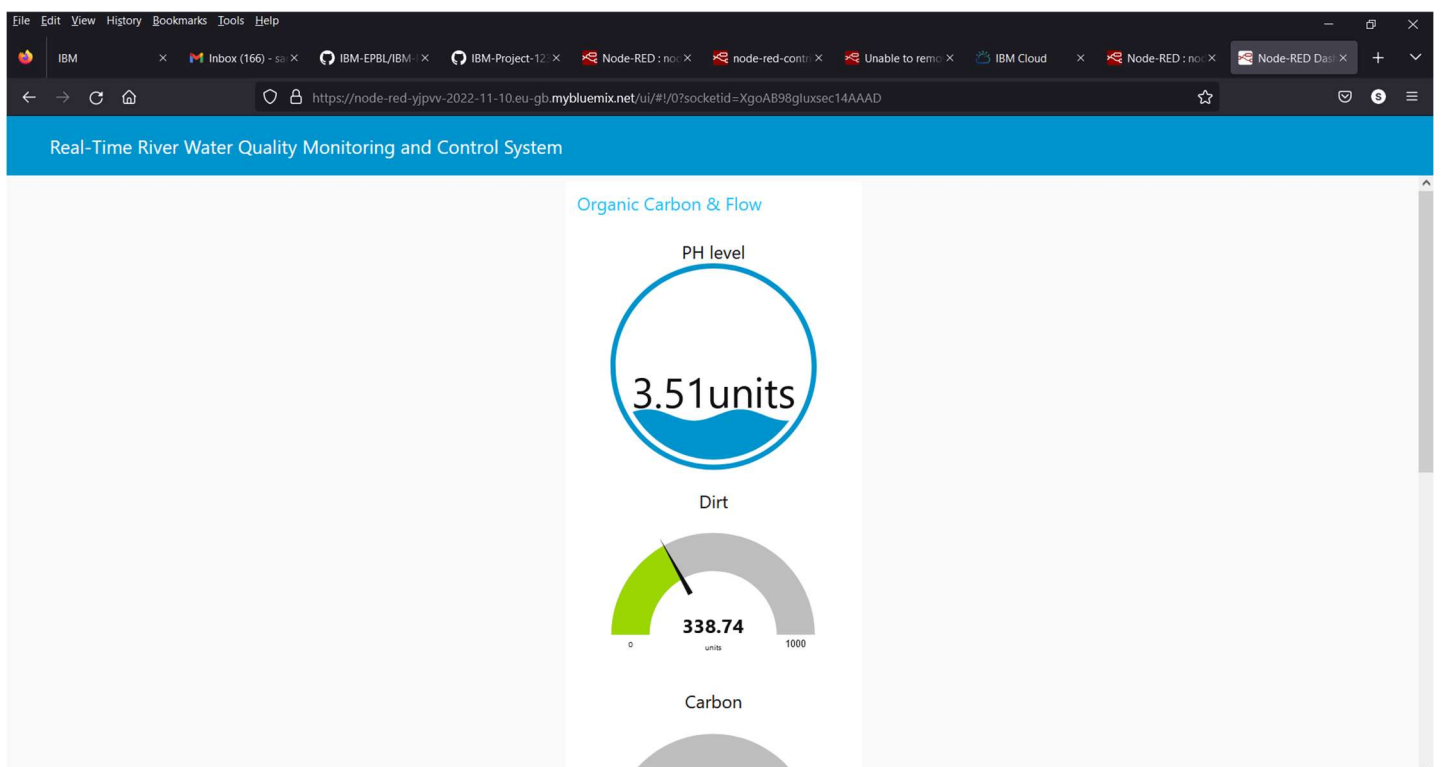 File Edit View History Bookmarks Tools Help
IBM
Inbox (166) - sa
IBM-EPBL/IBM-
IBM-Project-12
Node-RED : no
node-red-contri
Unable to remo
IBM Cloud
Node-RED : no
Node-RED Das
https://node-red-yjpvv-2022-11-10.eu-gb.mybluemix.net/ui/#!/0?socketid=XgoAB98gIuxsec14AAAD
S
Real-Time River Water Quality Monitoring and Control System
Organic Carbon & Flow
PH level
3.51units
Dirt
338.74
0
units
1000
Carbon